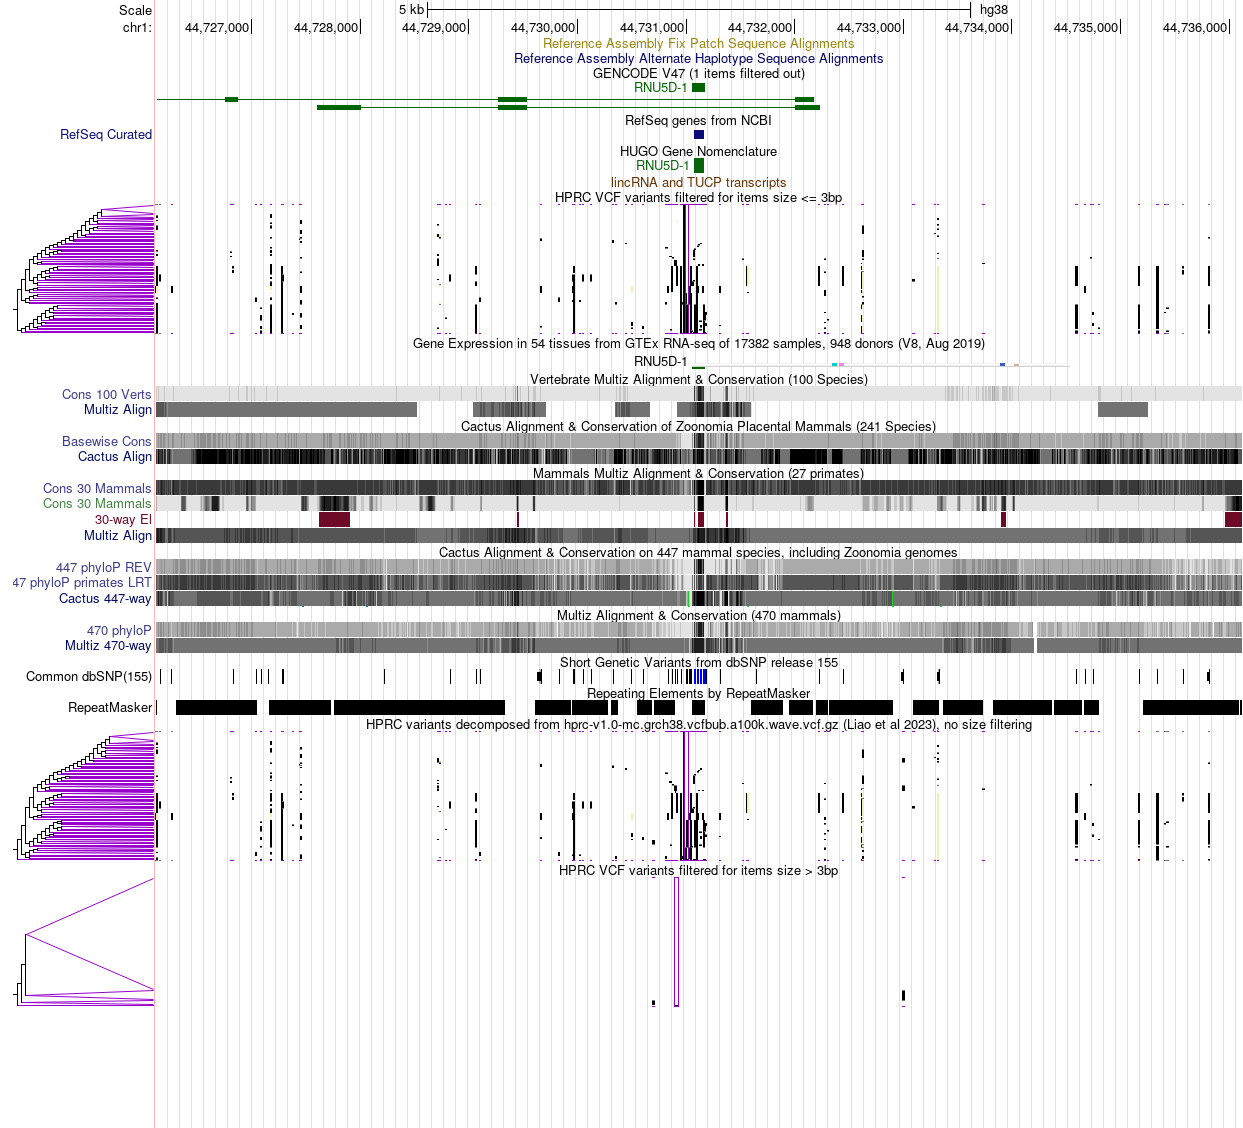 Scale 5 kb hg38
chr1: 44,727,000 44,728,000 44,729,000 44,730,000 44,731,000 44,732,000 44,733,000 44,734,000 44,735,000 44,736,000
Reference Assembly Fix Patch Sequence Alignments
Reference Assembly Alternate Haplotype Sequence Alignments
GENCODE V47 (1 items filtered out)
RNU5D-1
RefSeq genes from NCBI
RefSeq Curated
HUGO Gene Nomenclature
RNU5D-1
lincRNA and TUCP transcripts
HPRC VCF variants filtered for items size <= 3bp
Gene Expression in 54 tissues from GTEx RNA-seq of 17382 samples, 948 donors (V8, Aug 2019)
RNU5D-1
Vertebrate Multiz Alignment & Conservation (100 Species)
Cons 100 Verts
Multiz Align
Cactus Alignment & Conservation of Zoonomia Placental Mammals (241 Species)
Basewise Cons
Cactus Align
Mammals Multiz Alignment & Conservation (27 primates)
Cons 30 Mammals
Cons 30 Mammals
30-way El
Multiz Align
Cactus Alignment & Conservation on 447 mammal species, including Zoonomia genomes
447 phyloP REV
47 phyloP primates LRT
Cactus 447-way
Multiz Alignment & Conservation (470 mammals)
470 phyloP
Multiz 470-way
Short Genetic Variants from dbSNP release 155
Common dbSNP(155)
Repeating Elements by RepeatMasker
RepeatMasker
HPRC variants decomposed from hprc-v1.0-mc.grch38.vcfbub.a100k.wave.vcf.gz (Liao et al 2023), no size filtering
HPRC VCF variants filtered for items size > 3bp